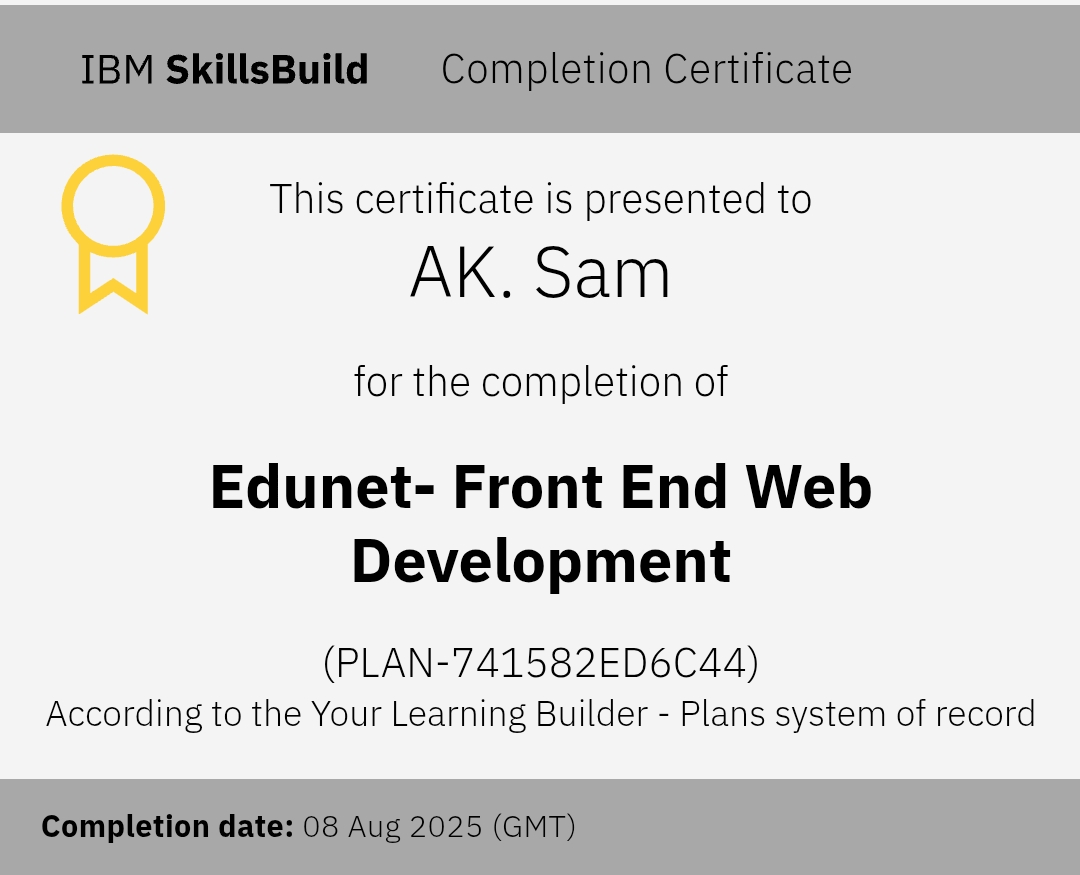 IBM SkillsBuild Completion Certificate
This certificate is presented to
AK. Sam
for the completion of
Edunet- Front End Web
Development
(PLAN-741582ED6C44)
According to the Your Learning Builder - Plans system of record
Completion date: 08 Aug 2025 (GMT)